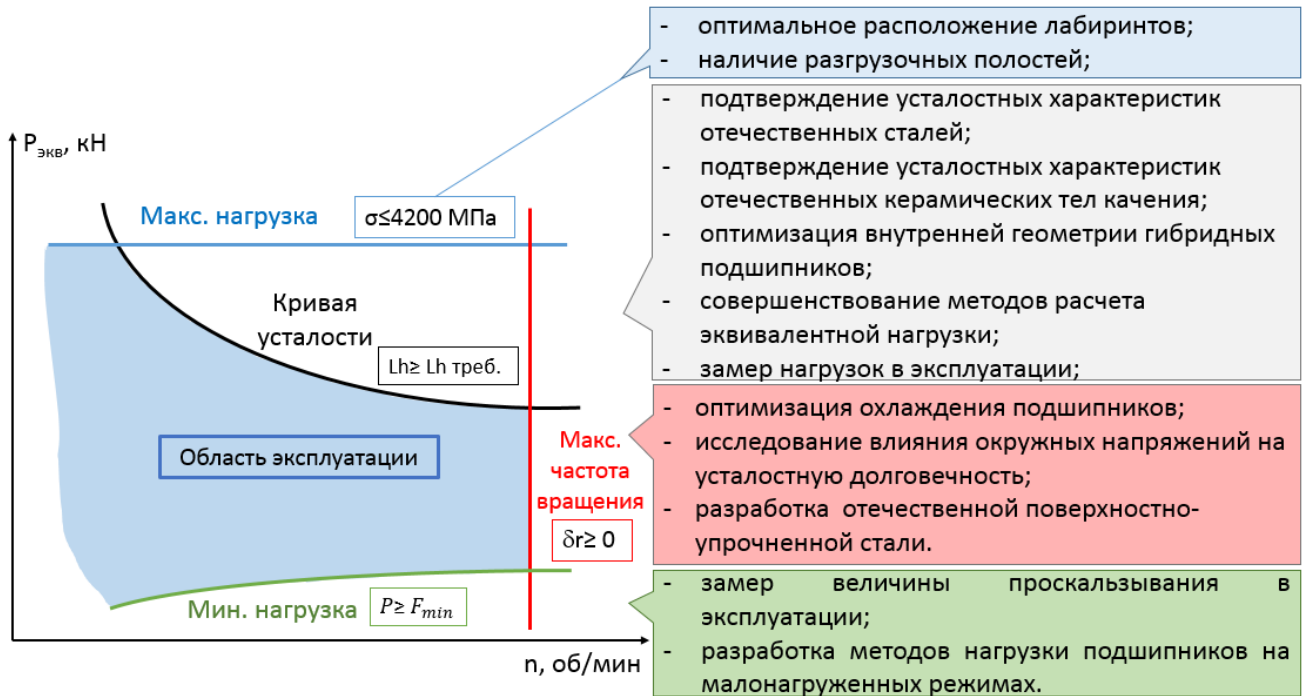 - оптимальное расположение лабиринтов;
- наличие разгрузочных полостей;
- подтверждение усталостных характеристик
отечественных сталей;
- подтверждение усталостных характеристик
отечественных керамических тел качения;
- оптимизация внутренней геометрии гибридных
подшипников;
- совершенствование методов расчета
эквивалентной нагрузки;
- замер нагрузок в эксплуатации;
- оптимизация охлаждения подшипников;
- исследование влияния окружных напряжений на
усталостную долговечность;
- разработка отечественной поверхностно-
упрочненной стали.
- замер величины проскальзывания в
эксплуатации;
- разработка методов нагрузки подшипников на
малонагруженных режимах.
Pэкв, кН
Макс. нагрузка
σ≤4200 МПа
Кривая
усталости
Lh≥ Lh треб.
Область эксплуатации
Макс.
частота
вращения
δr≥ 0
Мин. нагрузка
P≥ Fmin
n, об/мин